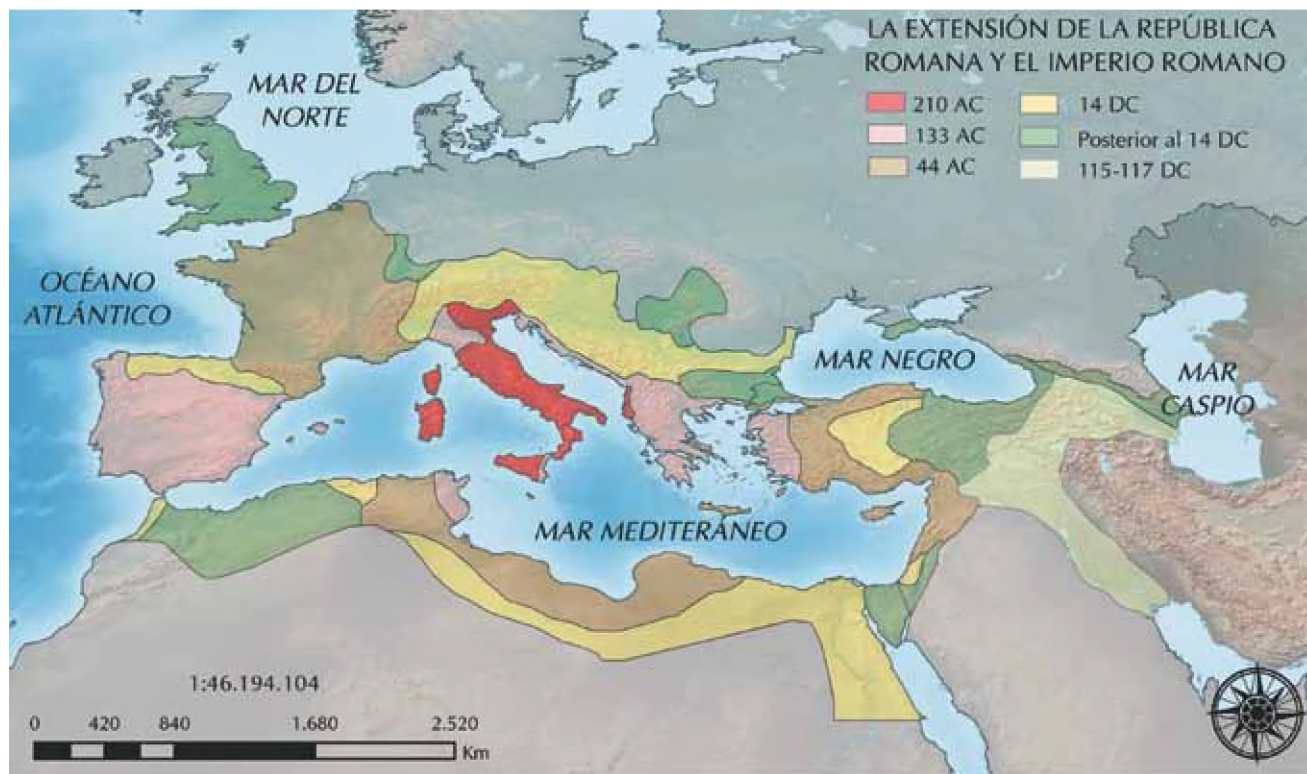 LA EXTENSIÓN DE LA REPÚBLICA
ROMANA Y EL IMPERIO ROMANO
210 AC
14 DC
133 AC
Posterior al 14 DC
44 AC
115-117 DC
MAR DEL
NORTE
OCÉANO
ATLÁNTICO
MAR NEGRO
MAR
CASPIO
MAR MEDITERÁNEO
1:46.194.104
0 420 840 1.680 2.520
Km